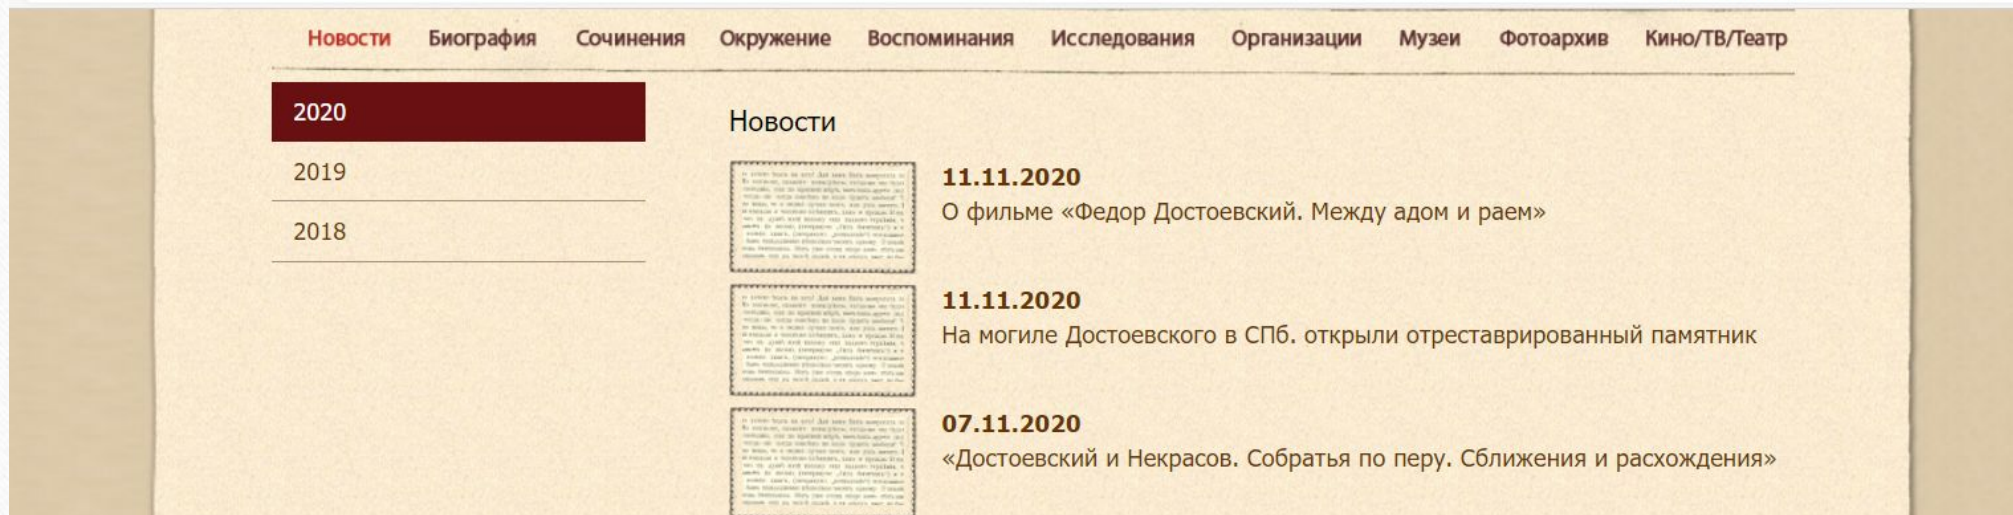 Новости Биография Сочинения Окружение Воспоминания Исследования Организации Музеи Фотоархив Кино/ТВ/Театр
2020
2019
2018
Новости
11.11.2020
О фильме «Федор Достоевский. Между адом и раем»
11.11.2020
На могиле Достоевского в СПб. открыли отреставрированный памятник
07.11.2020
«Достоевский и Некрасов. Собратья по перу. Сближения и расхождения»